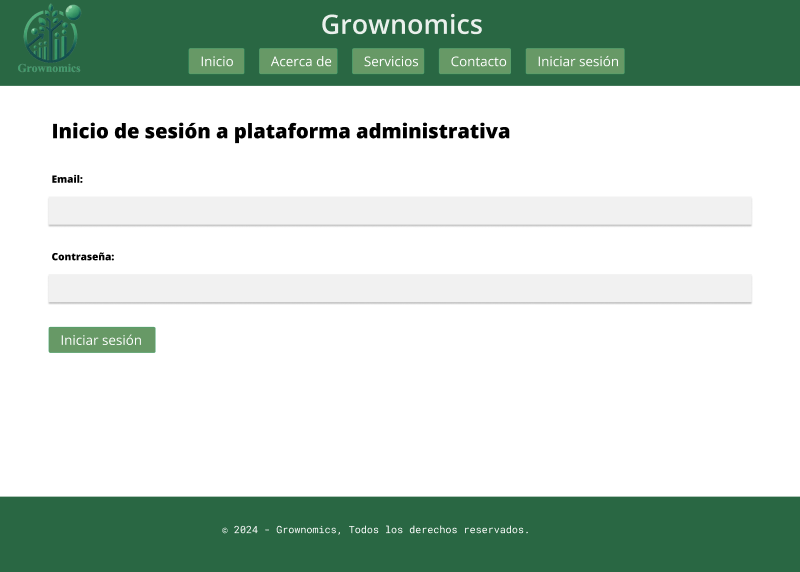 Grownomics
Grownomics
Inicio Acerca de Servicios Contacto Iniciar sesión
Inicio de sesión a plataforma administrativa
Email:
Contraseña:
Iniciar sesión
© 2024 - Grownomics, Todos los derechos reservados.